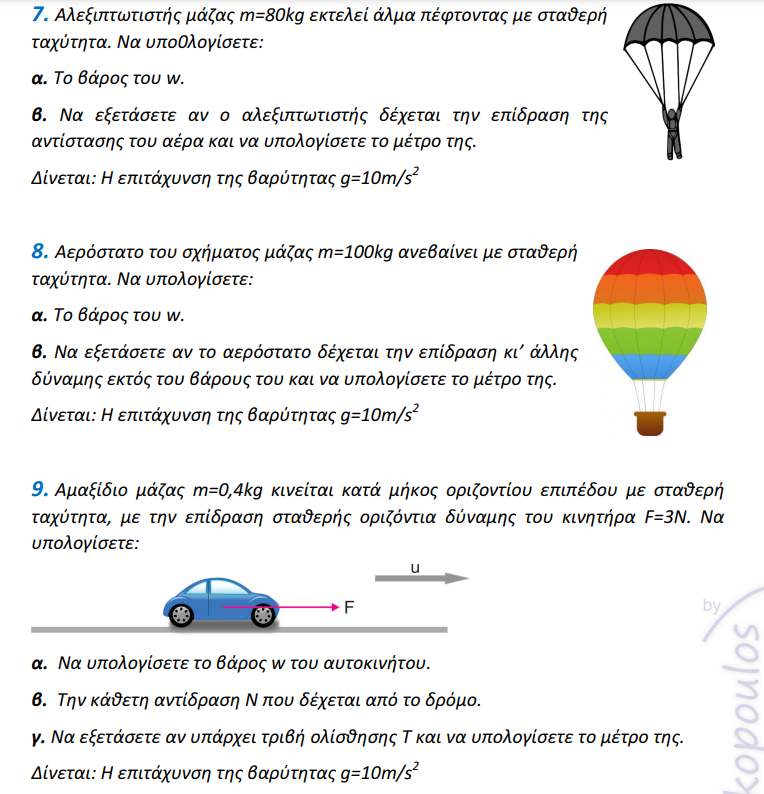 7. Αλεξιπτωτιστής μάζας m=80kg εκτελεί άλμα πέφτοντας με σταθερή
ταχύτητα. Να υπο0λογίσετε:
α. Το βάρος του w.
β. Να εξετάσετε αν ο αλεξιπτωτιστής δέχεται την επίδραση της
αντίστασης του αέρα και να υπολογίσετε το μέτρο της.
Δίνεται: Η επιτάχυνση της βαρύτητας g=10m/s²
8. Αερόστατο του σχήματος μάζας m=100kg ανεβαίνει με σταθερή
ταχύτητα. Να υπολογίσετε:
α. Το βάρος του w.
β. Να εξετάσετε αν το αερόστατο δέχεται την επίδραση κι’ άλλης
δύναμης εκτός του βάρους του και να υπολογίσετε το μέτρο της.
Δίνεται: Η επιτάχυνση της βαρύτητας g=10m/s²
9. Αμαξίδιο μάζας m=0,4kg κινείται κατά μήκος οριζοντίου επιπέδου με σταθερή
ταχύτητα, με την επίδραση σταθερής οριζόντια δύναμης του κινητήρα F=3N. Να
υπολογίσετε:
u
F
α. Να υπολογίσετε το βάρος w του αυτοκινήτου.
β. Την κάθετη αντίδραση Ν που δέχεται από το δρόμο.
γ. Να εξετάσετε αν υπάρχει τριβή ολίσθησης Τ και να υπολογίσετε το μέτρο της.
Δίνεται: Η επιτάχυνση της βαρύτητας g=10m/s²
by
kopoulos